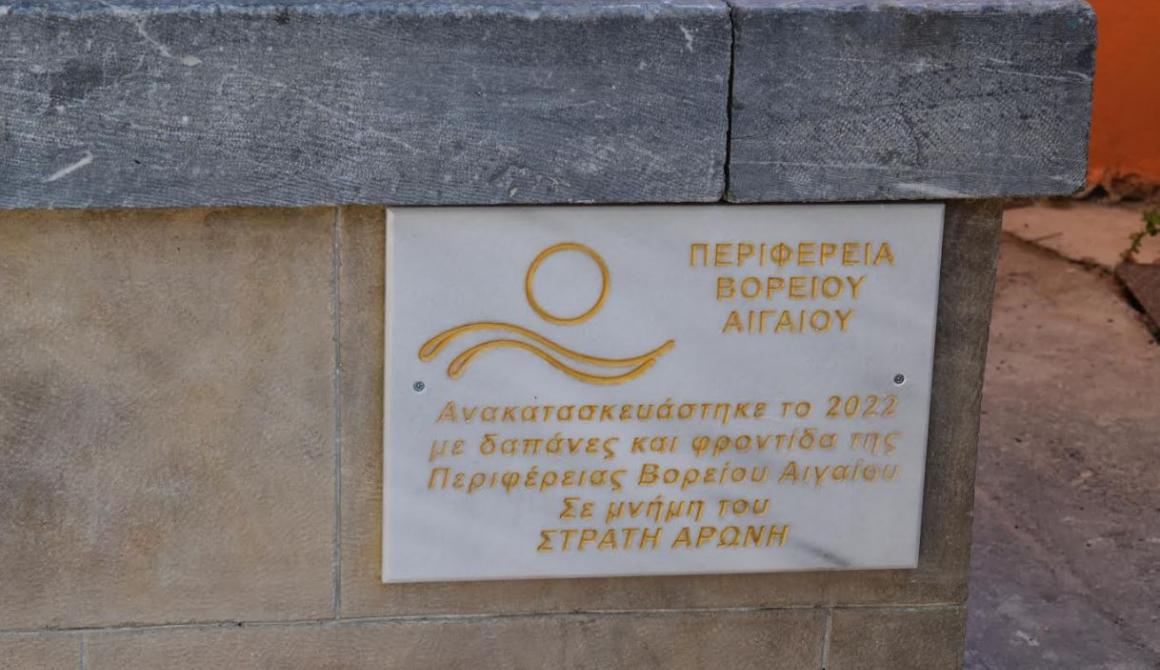 ΠΕΡΙΦΕΡΕΙΑ
ΒΟΡΕΙΟΥ
ΑΙΓΑΙΟΥ
Ανακατασκευάστηκε το 2022
με δαπάνες και φροντίδα της
Περιφέρειας Βορείου Αιγαίου
Σε μνήμη του
ΣΤΡΑΤΗ ΑΡΩΝΗ